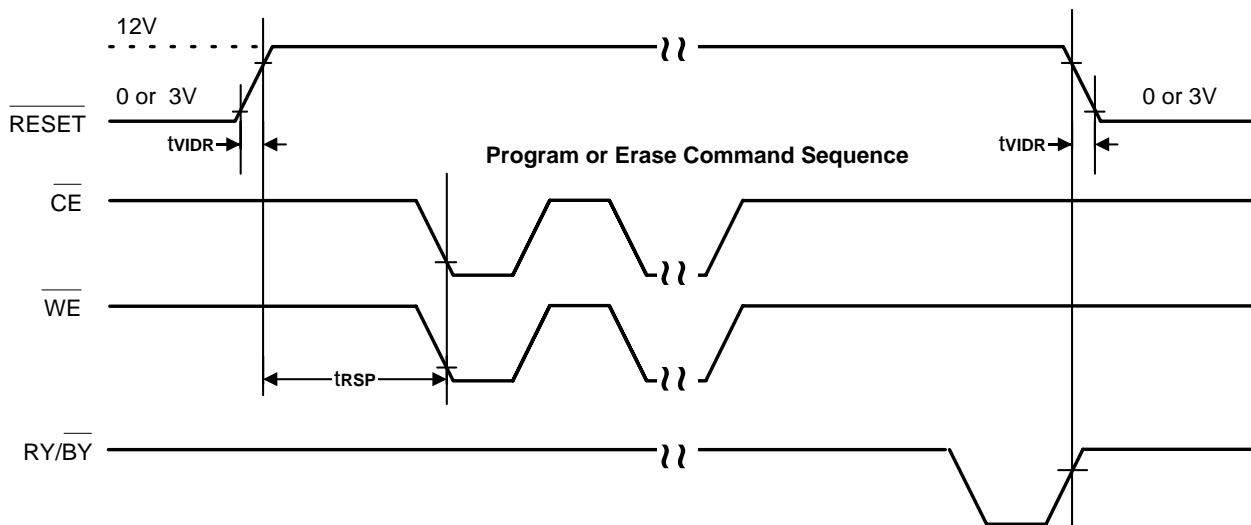 12V
0 or 3V
0 or 3V
RESET
tVIDR
tVIDR
Program or Erase Command Sequence
CE
WE
tRSP
RY/BY